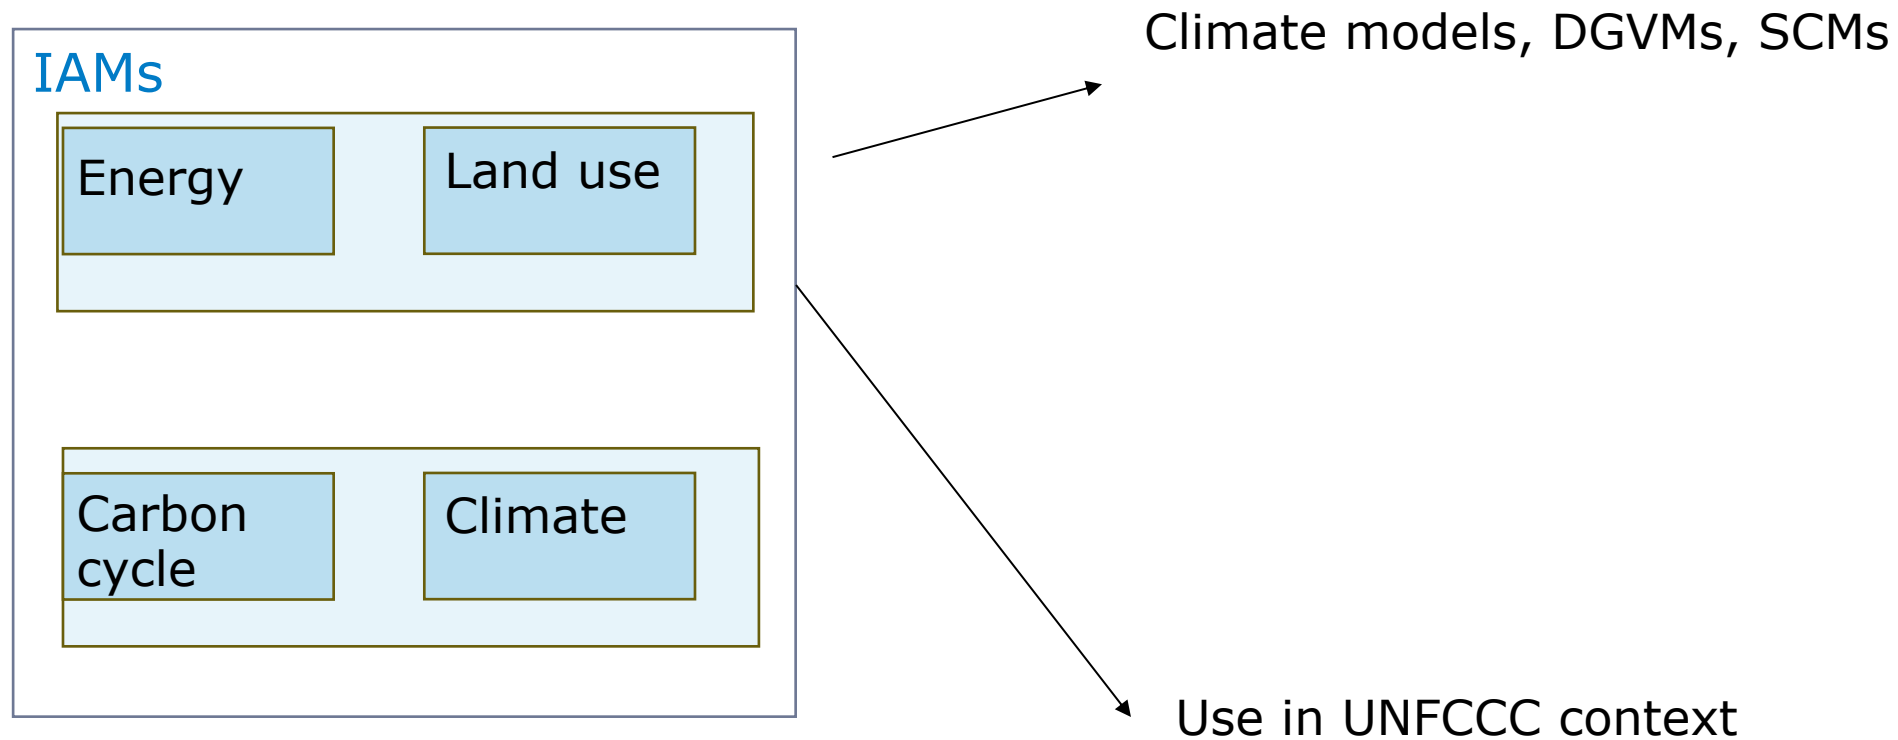 Climate models, DGVMs, SCMs
IAMs
Energy
Land use
Carbon
cycle
Climate
Use in UNFCCC context